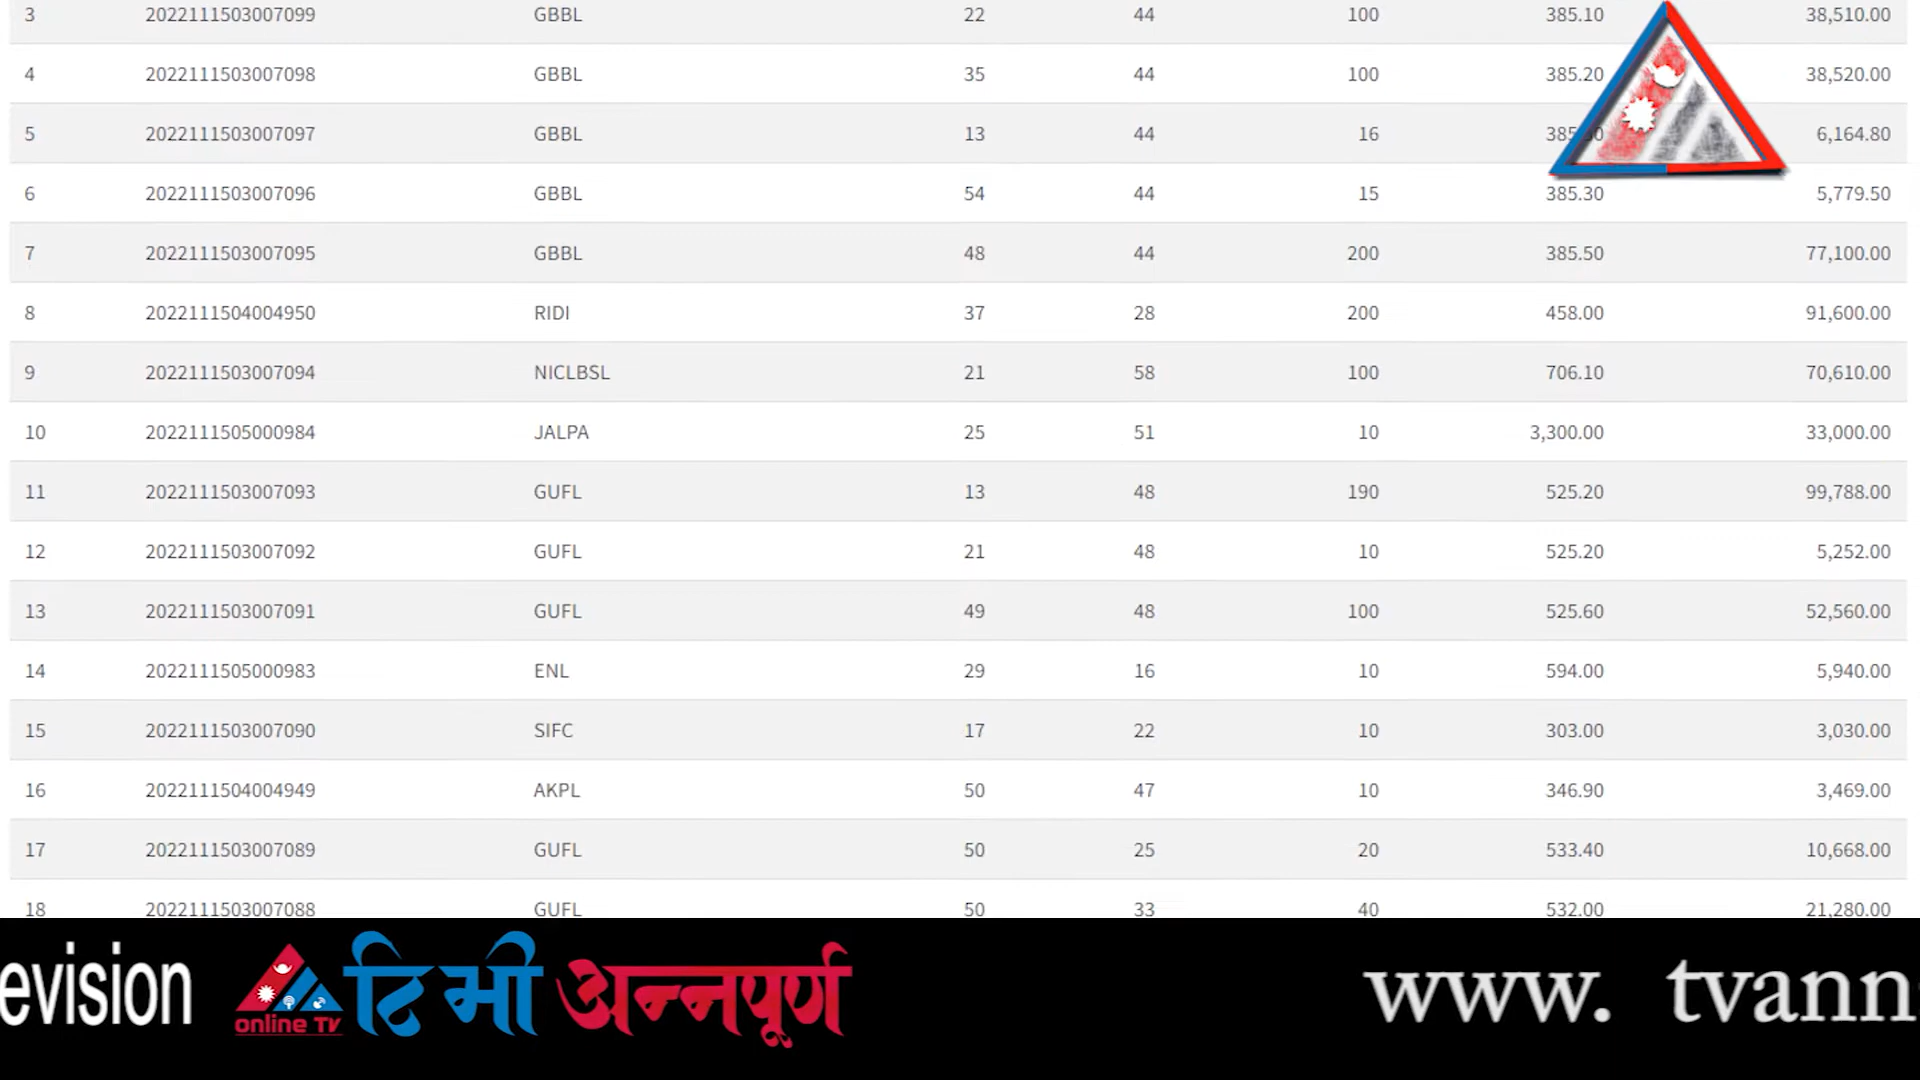 3 2022111503007099 GBBL 22 44 100 385.10 38,510.00
4 2022111503007098 GBBL 35 44 100 385.20 38,520.00
5 2022111503007097 GBBL 13 44 16 6,164.80
6 2022111503007096 GBBL 54 44 15 385.30 5,779.50
7 2022111503007095 GBBL 48 44 200 385.50 77,100.00
8 2022111504004950 RIDI 37 28 200 458.00 91,600.00
9 2022111503007094 NICLBSL 21 58 100 706.10 70,610.00
10 2022111505000984 JALPA 25 51 10 3,300.00 33,000.00
11 2022111503007093 GUFL 13 48 190 525.20 99,788.00
12 2022111503007092 GUFL 21 48 10 525.20 5,252.00
13 2022111503007091 GUFL 49 48 100 525.60 52,560.00
14 2022111505000983 ENL 29 16 10 594.00 5,940.00
15 2022111503007090 SIFC 17 22 10 303.00 3,030.00
16 2022111504004949 AKPL 50 47 10 346.90 3,469.00
17 2022111503007089 GUFL 50 25 20 533.40 10,668.00
18 2022111503007088 GUFL 50 33 40 532.00 21,280.00
evision online TV टिभी अन्नपूर्ण www. tvann